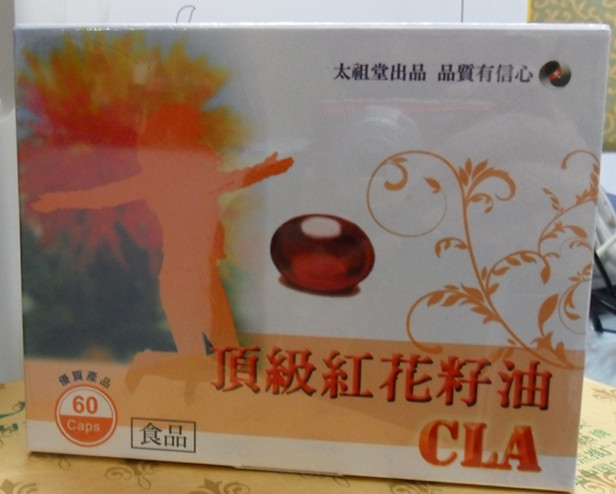 太祖堂出品 品質有信心
頂級紅花籽油
CLA
優質產品
60
Caps
食品